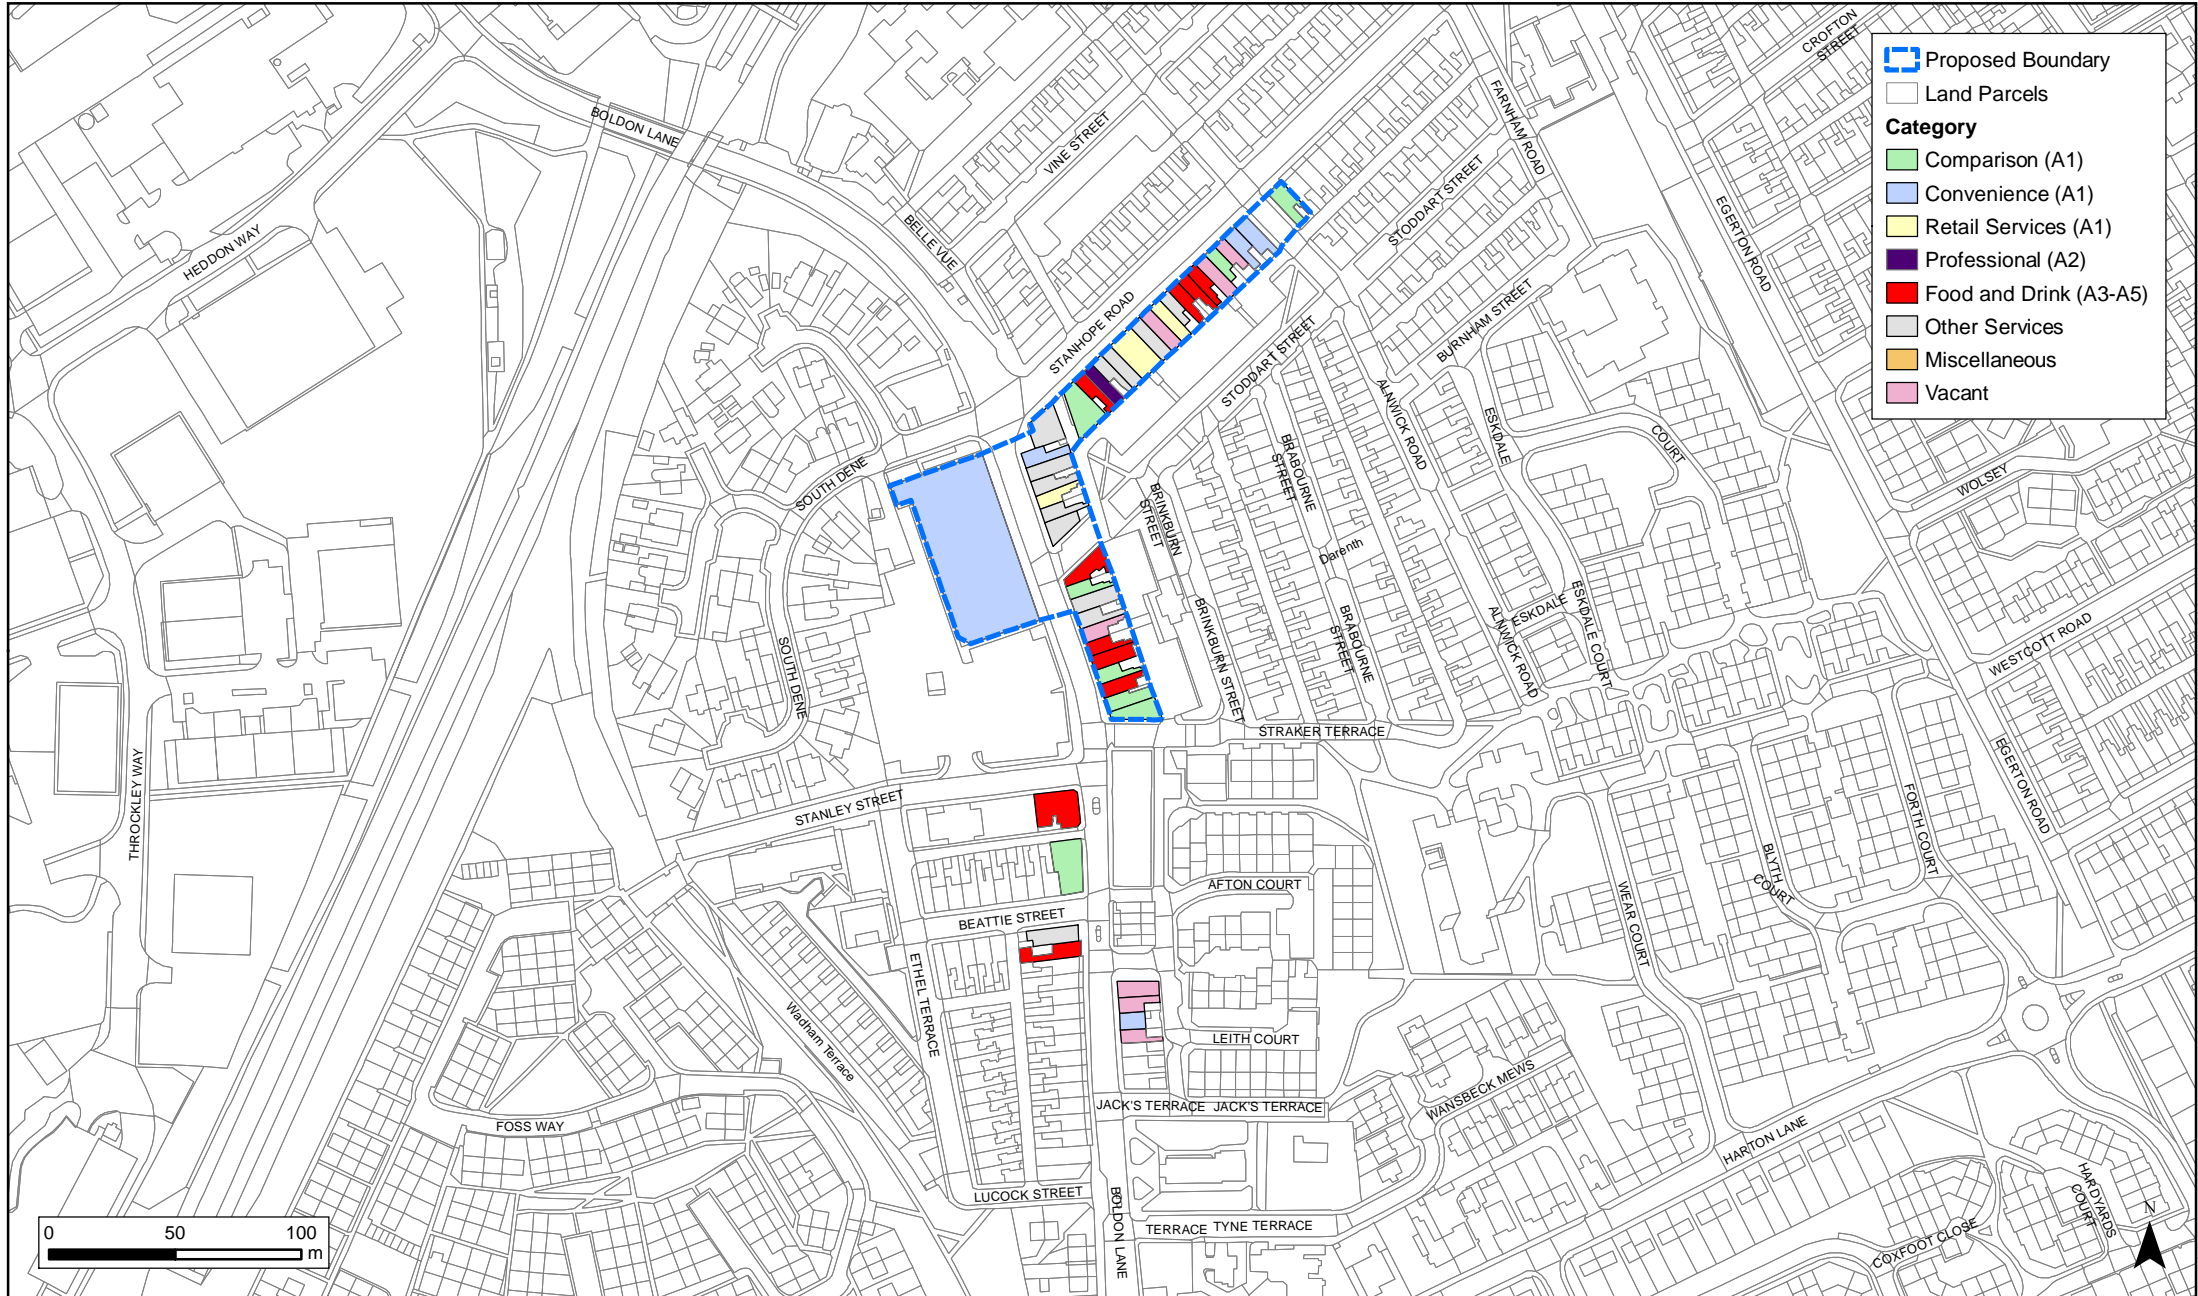 CROFTON
STREET
Proposed Boundary
Land Parcels
Category
Comparison (A1)
Convenience (A1)
Retail Services (A1)
Professional (A2)
Food and Drink (A3-A5)
Other Services
Miscellaneous
Vacant
BOLDON LANE
VINE STREET
FARNHAM ROAD
HEDDON WAY
BELLE VUE
STODDART STREET
EGERTON ROAD
STANHOPE ROAD
STODDART STREET
BURNHAM STREET
ALNWICK ROAD
ESKDALE
COURT
SOUTH DENE
BRABOURNE
STREET
BRINKBURN
STREET
WOLSEY
Darenth
ESKDALE
ESKDALE COURT
WESTCOTT ROAD
SOUTH DENE
BRINKBURN STREET
BRABOURNE
STREET
ALNWICK ROAD
STRAKER TERRACE
EGERTON ROAD
THROCKLEY WAY
STANLEY STREET
FORTH COURT
BLYTH
COURT
AFTON COURT
WEAR COURT
BEATTIE STREET
ETHEL TERRACE
Wadham Terrace
LEITH COURT
WANSBECK MEWS
JACK'S TERRACE
JACK'S TERRACE
FOSS WAY
HARTON LANE
LUCOCK STREET
BOLDON LANE
TERRACE
TYNE TERRACE
HARDYARDS
COURT
COXFOOT CLOSE
N
0
50
100
m